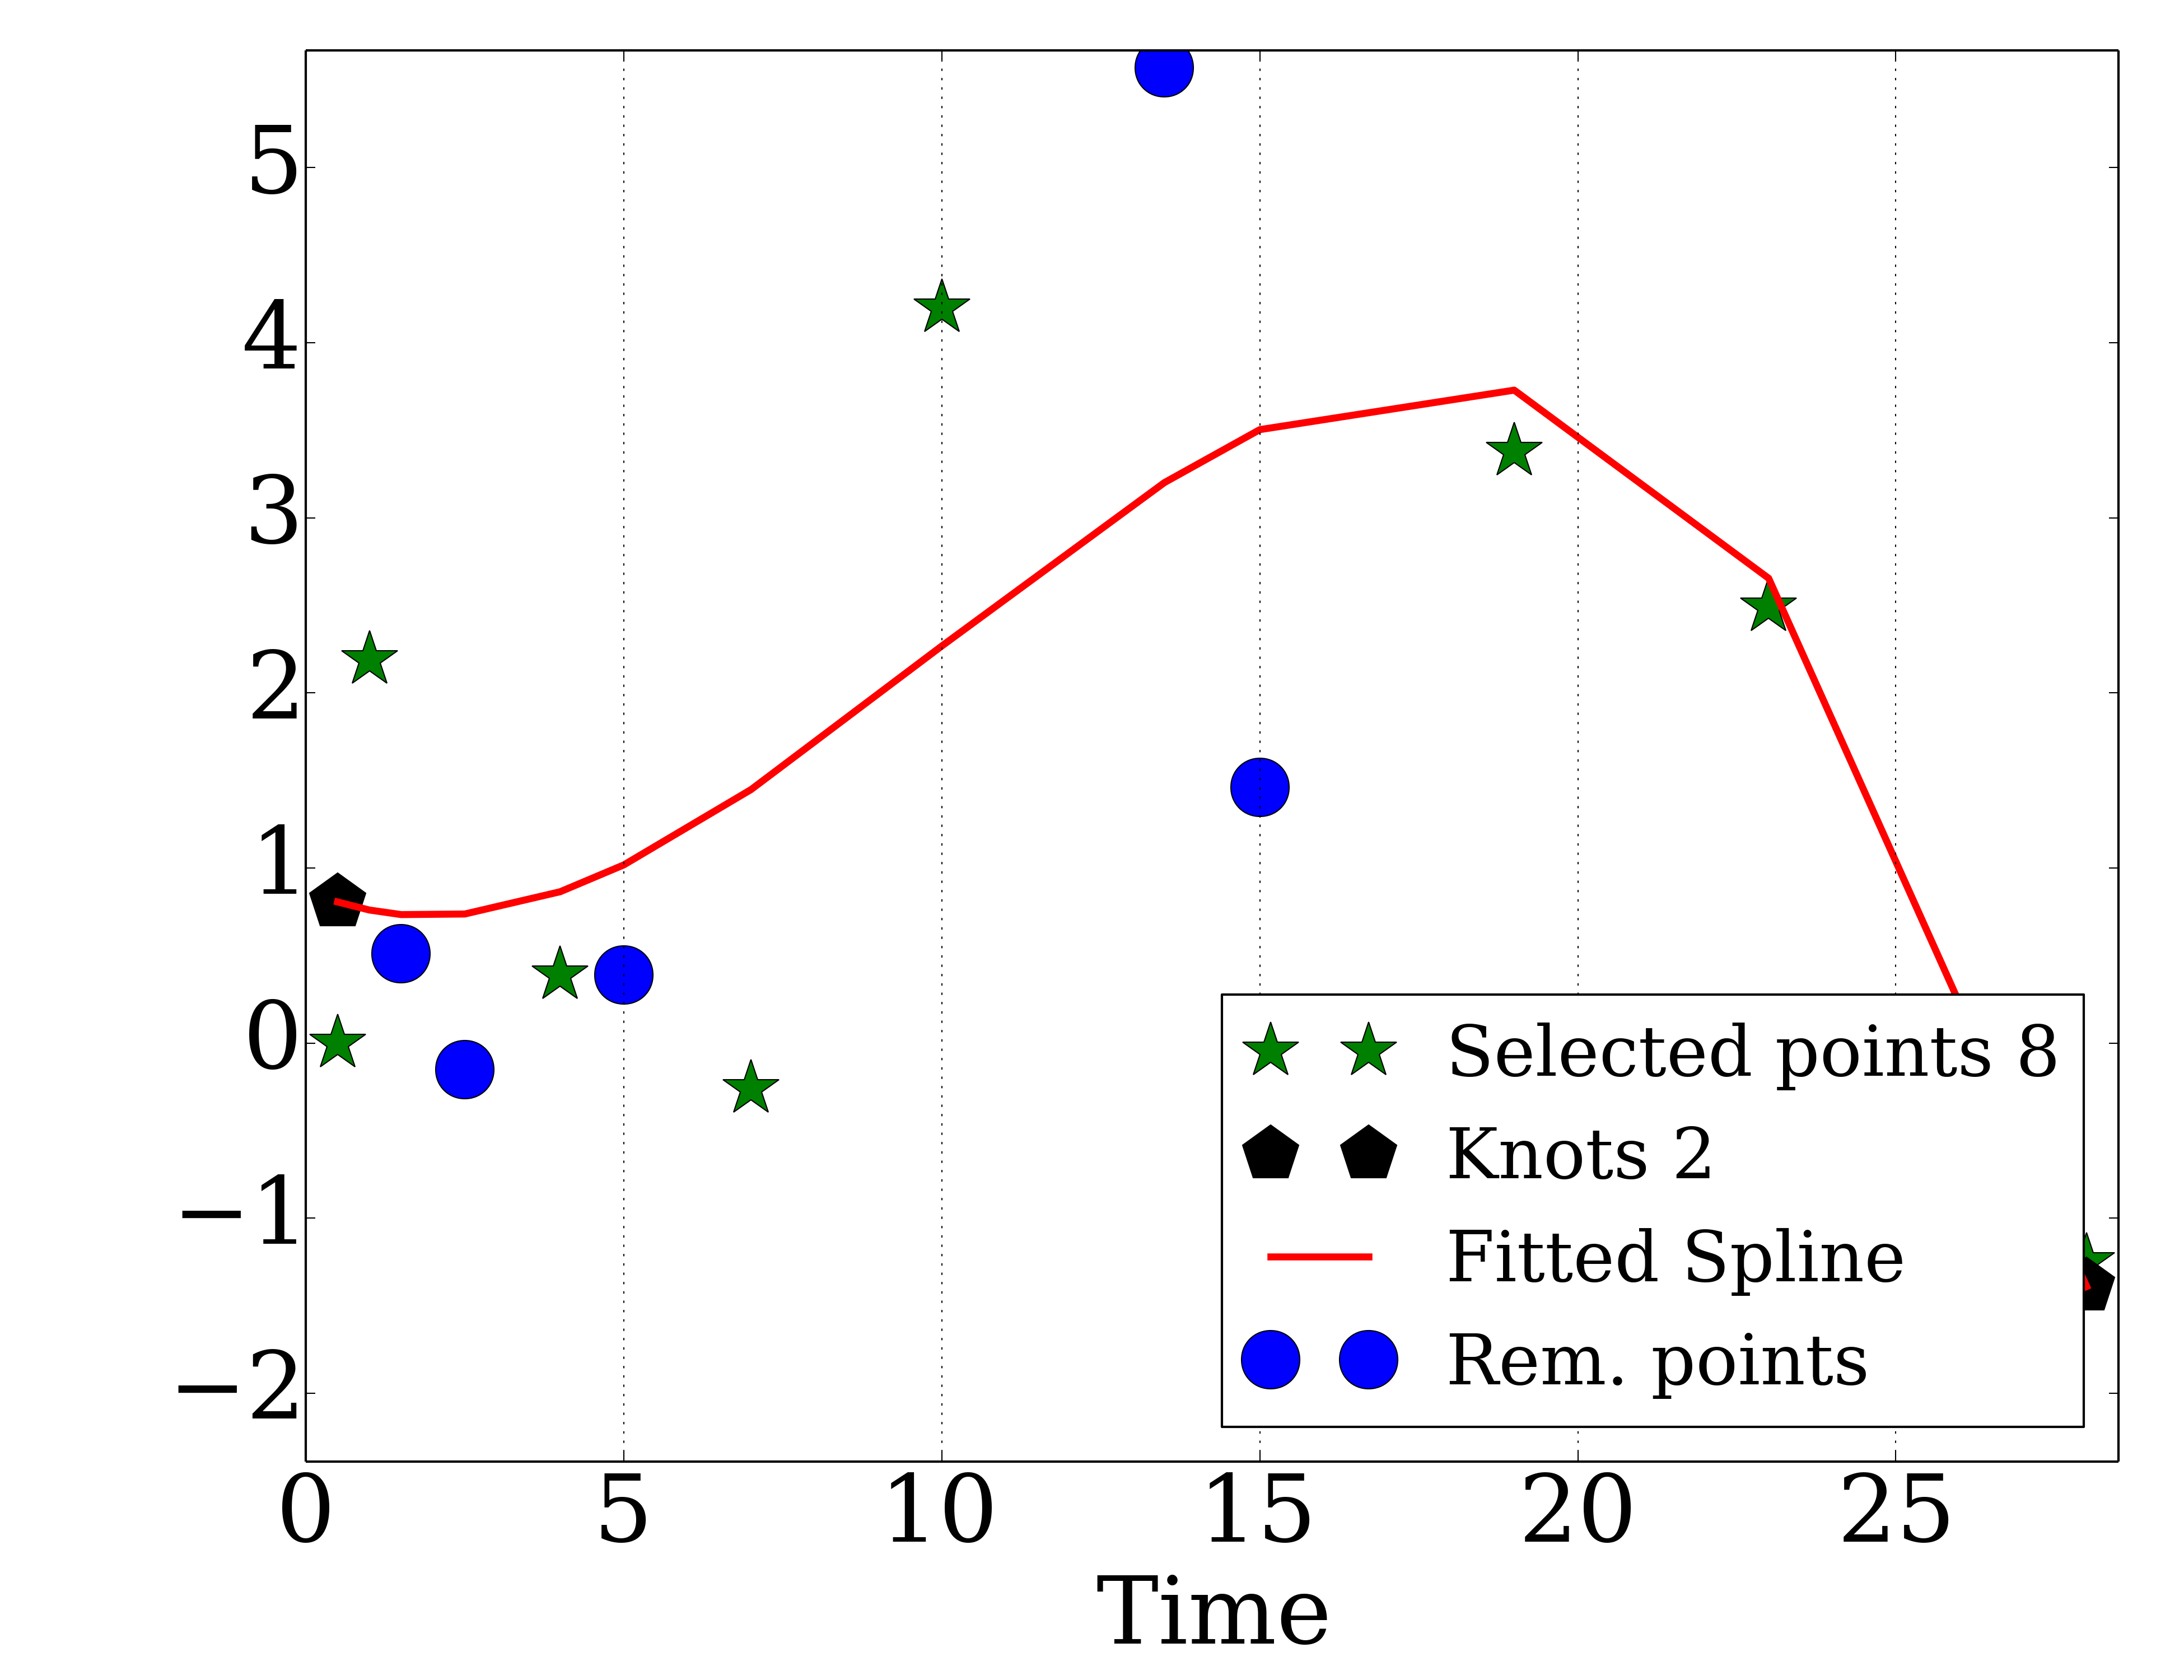 5
4
3
2
1
0
−1
−2
Selected points 8
Knots 2
Fitted Spline
Rem. points
0 5 10 15 20 25
Time